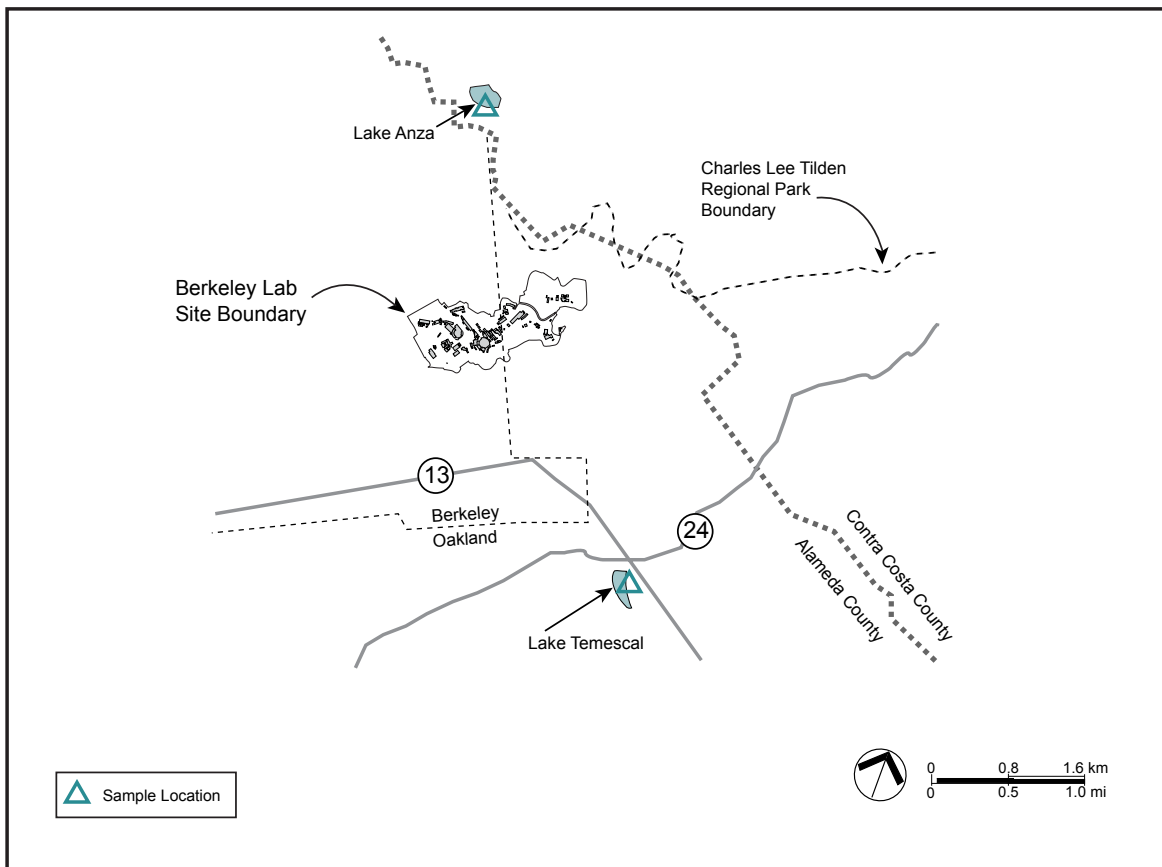 Lake Anza
Charles Lee Tilden
Regional Park
Boundary
Berkeley Lab
Site Boundary
13
Berkeley
Oakland
24
Contra Costa County
Alameda County
Lake Temescal
Sample Location
0 0.8 1.6 km
0 0.5 1.0 mi